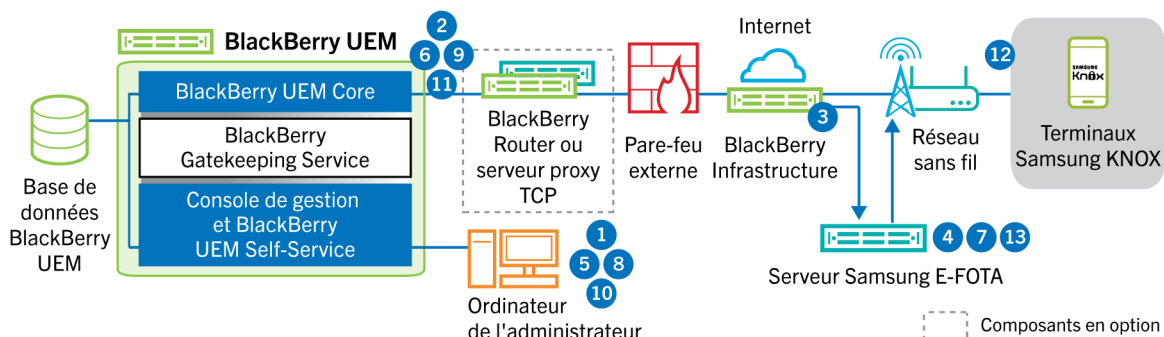 BlackBerry UEM
2
6 9
11
BlackBerry UEM Core
BlackBerry
Gatekeeping Service
Console de gestion
et BlackBerry
UEM Self-Service
Base de
données
BlackBerry
UEM
BlackBerry
Router ou
serveur proxy
TCP
1
5 8
10
Ordinateur
de l'administrateur
Pare-feu
externe
Internet
3
BlackBerry
Infrastructure
Réseau
sans fil
12
SAMSUNG
Knox
Terminaux
Samsung KNOX
4 7 13
Serveur Samsung E-FOTA
Composants en option